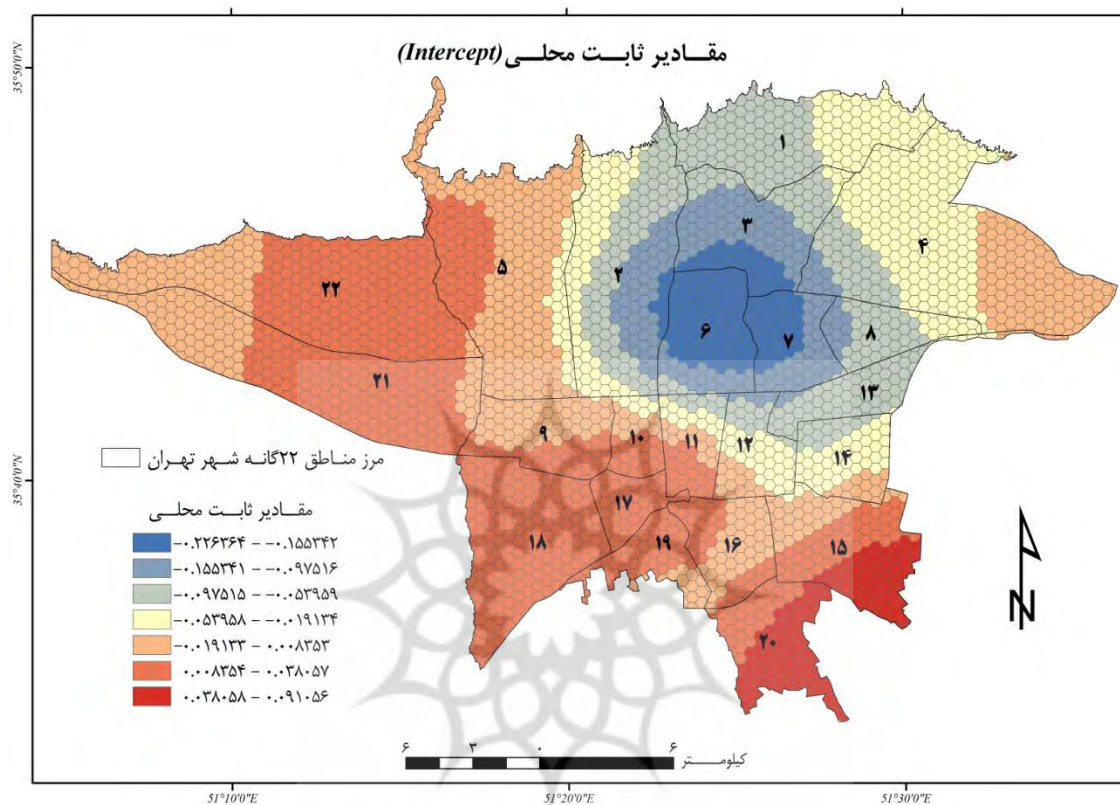 مقادیر ثابت محلی (Intercept)
35°50'0"N
35°40'0"N
۱
۳
۴
۵
۲
۲۲
۶
۷
۸
۲۱
۱۳
۹
۱۰
۱۱
۱۲
۱۴
۱۷
۱۸
۱۹
۱۶
۱۵
۲۰
مرز مناطق ۲۲گانه شهر تهران
مقادیر ثابت محلی
-۰.۲۲۶۳۶۴ - -۰.۱۵۵۳۴۲
-۰.۱۵۵۳۴۱ - -۰.۰۹۷۵۱۶
-۰.۰۹۷۵۱۵ - -۰.۰۵۳۹۵۹
-۰.۰۵۳۹۵۸ - -۰.۰۱۹۱۳۴
-۰.۰۱۹۱۳۳ - ۰.۰۰۸۳۵۳
۰.۰۰۸۳۵۴ - ۰.۰۳۸۰۵۷
۰.۰۳۸۰۵۸ - ۰.۰۹۱۰۵۶
N
۶ ۳ ۰ ۶
کیلومتر
51°10'0"E 51°20'0"E 51°30'0"E